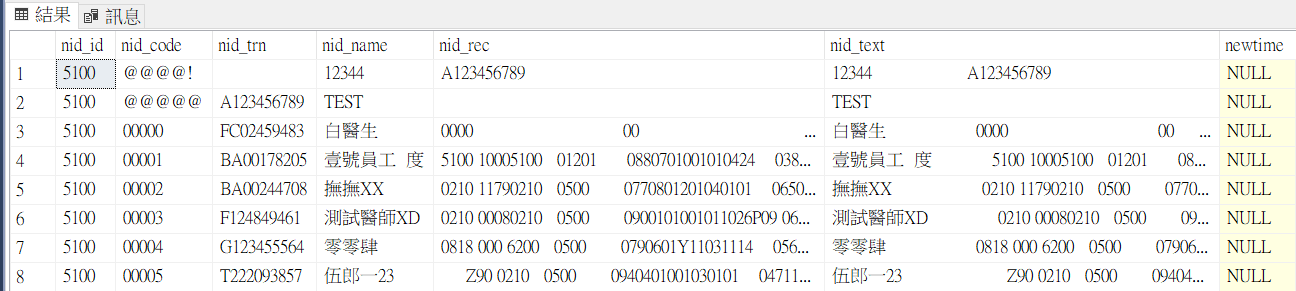 結果 訊息
nid_id nid_code nid_trn nid_name nid_rec nid_text newtime
1 5100 @@@@! 12344 A123456789 12344 A123456789 NULL
2 5100 @@@@@ A123456789 TEST TEST NULL
3 5100 00000 FC02459483 白醫生 0000 00 ... 白醫生 0000 00 ... NULL
4 5100 00001 BA00178205 壹號員工 度 5100 10005100 01201 0880701001010424 038... 壹號員工 度 5100 10005100 01201 08... NULL
5 5100 00002 BA00244708 撫撫XX 0210 11790210 0500 0770801201040101 0650... 撫撫XX 0210 11790210 0500 0770... NULL
6 5100 00003 F124849461 測試醫師XD 0210 00080210 0500 0900101001011026P09 06... 測試醫師XD 0210 00080210 0500 09... NULL
7 5100 00004 G123455564 零零肆 0818 000 6200 0500 0790601Y11031114 056... 零零肆 0818 000 6200 0500 07906... NULL
8 5100 00005 T222093857 伍郎一23 Z90 0210 0500 0940401001030101 04711... 伍郎一23 Z90 0210 0500 09404... NULL